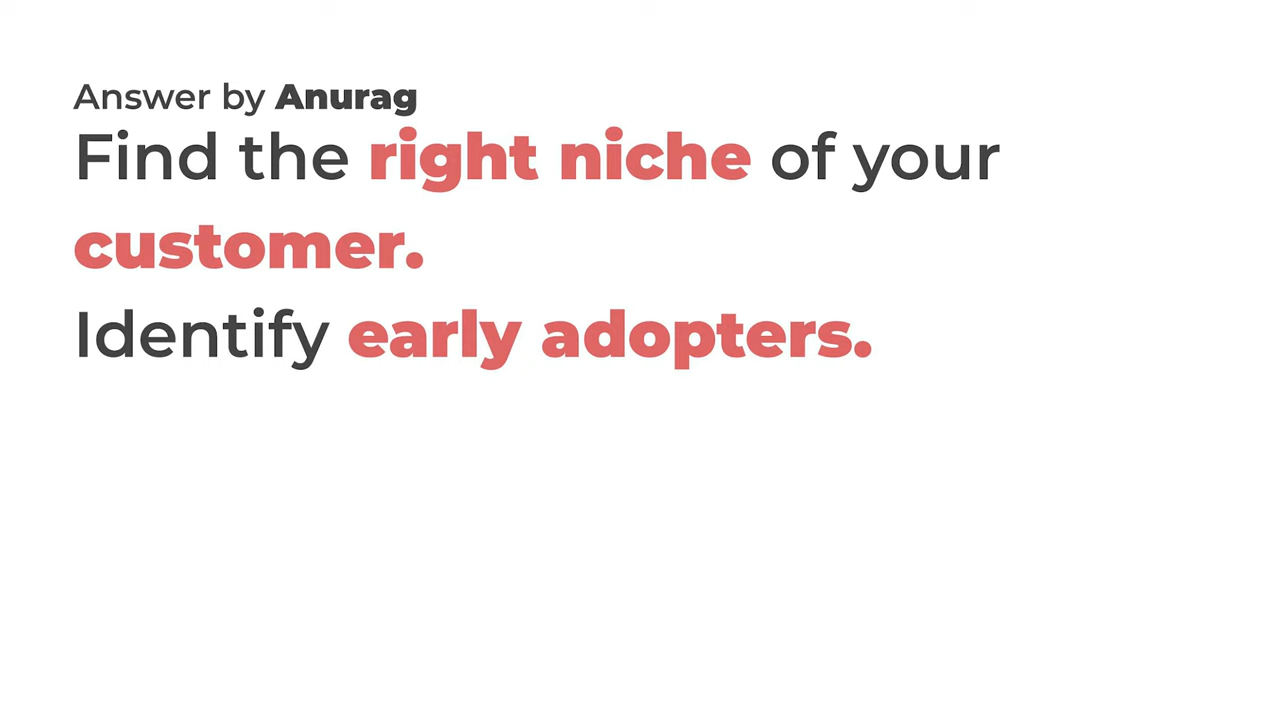 Answer by Anurag
Find the right niche of your
customer.
Identify early adopters.